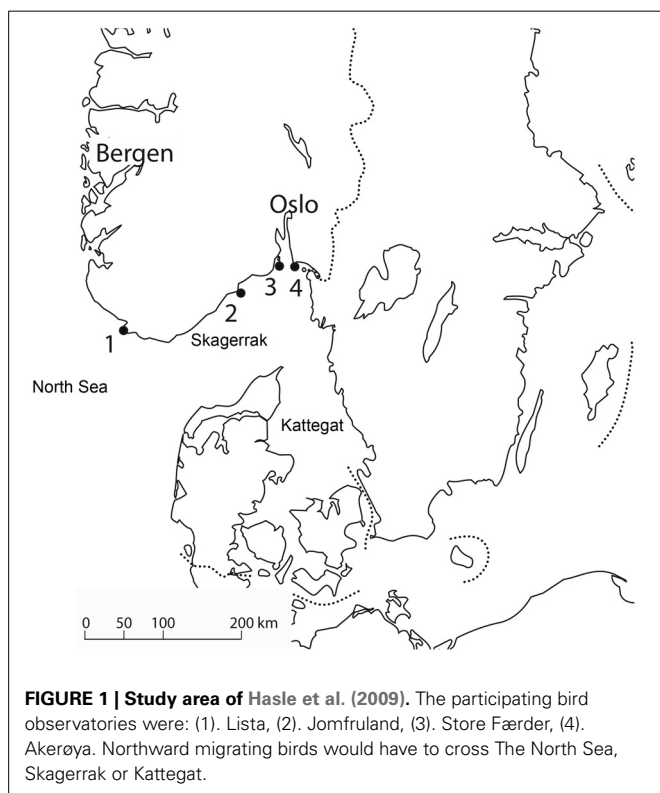 Bergen
Oslo
3 4
2
1
Skagerrak
North Sea
Kattegat
0 50 100 200 km
FIGURE 1 | Study area of Hasle et al. (2009). The participating bird
observatories were: (1). Lista, (2). Jomfruland, (3). Store Færder, (4).
Akerøya. Northward migrating birds would have to cross The North Sea,
Skagerrak or Kattegat.